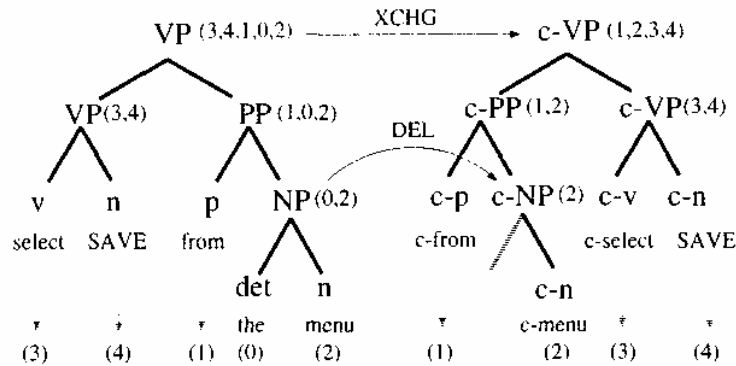 VP(3,4,1,0,2) XCHG c-VP(1,2,3,4)
VP(3,4) PP(1,0,2) c-PP(1,2) c-VP(3,4)
DEL
v n p NP(0,2) c-p c-NP(2) c-v c-n
select SAVE from c-from c-select SAVE
det n c-n
the menu c-menu
(3) (4) (1) (0) (2) (1) (2) (3) (4)